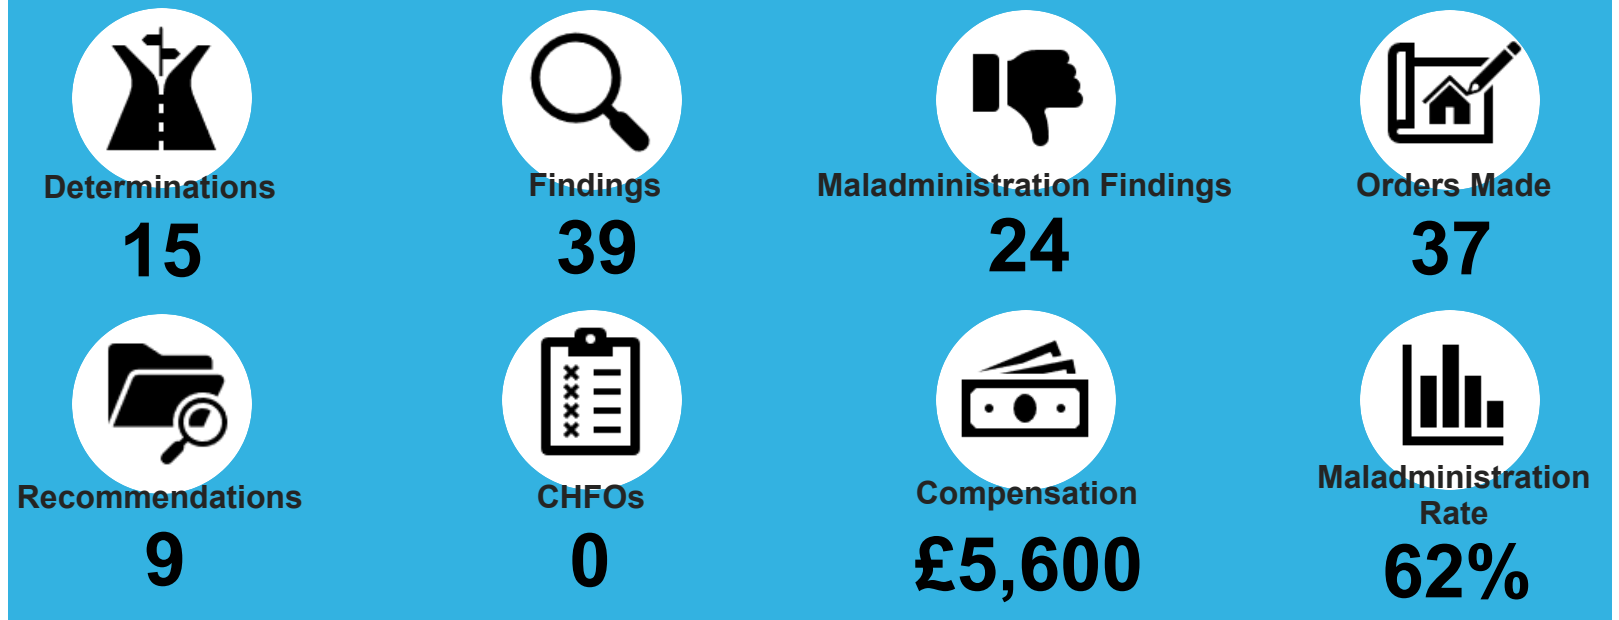 Determinations
15
Findings
39
Maladministration Findings
24
Orders Made
37
Recommendations
9
CHFOs
0
Compensation
£5,600
Maladministration
Rate
62%